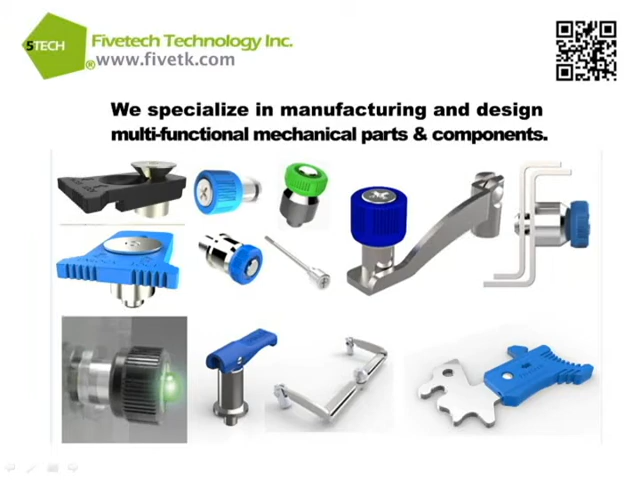 5TECH
Fivetech Technology Inc.
®www.fivetk.com
We specialize in manufacturing and design
multi-functional mechanical parts & components.